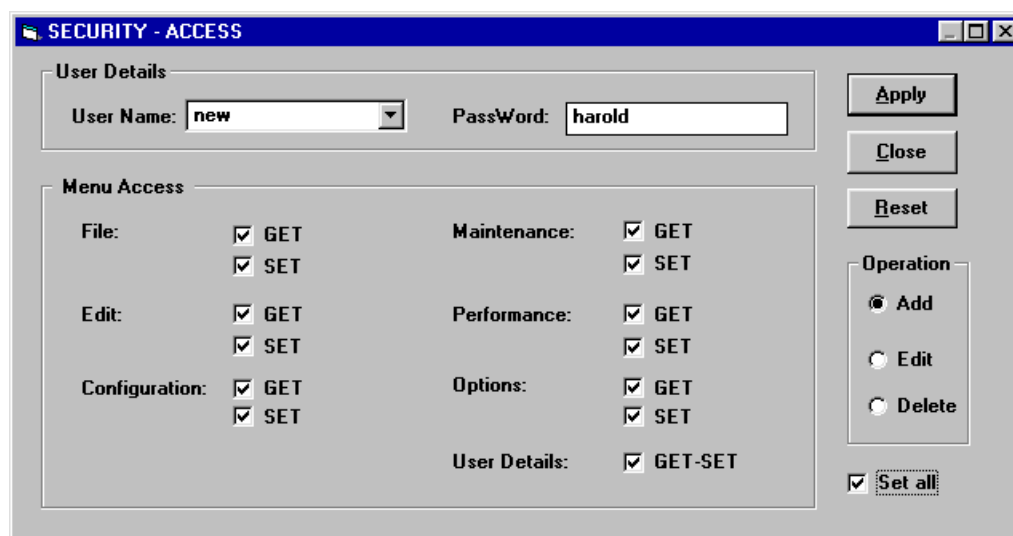 SECURITY - ACCESS
User Details
User Name: new
PassWord: harold
Apply
Close
Reset
Menu Access
File: GET
SET
Maintenance: GET
SET
Edit: GET
SET
Performance: GET
SET
Configuration: GET
SET
Options: GET
SET
User Details: GET-SET
Operation
Add
Edit
Delete
Set all